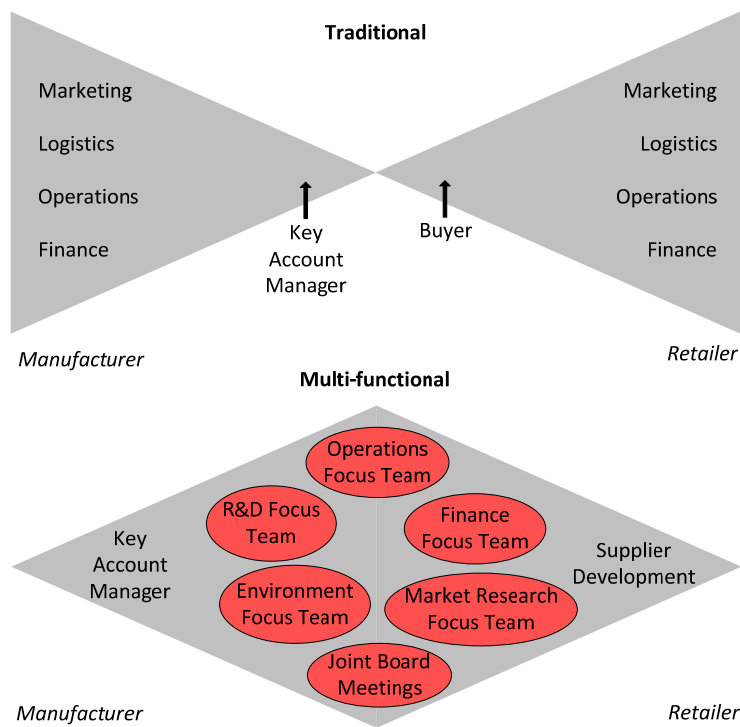 Traditional
Marketing
Logistics
Operations
Finance
Key
Account
Manager
Buyer
Marketing
Logistics
Operations
Finance
Manufacturer
Retailer
Multi-functional
Operations
Focus Team
R&D Focus
Team
Finance
Focus Team
Key
Account
Manager
Supplier
Development
Environment
Focus Team
Market Research
Focus Team
Joint Board
Meetings
Manufacturer
Retailer